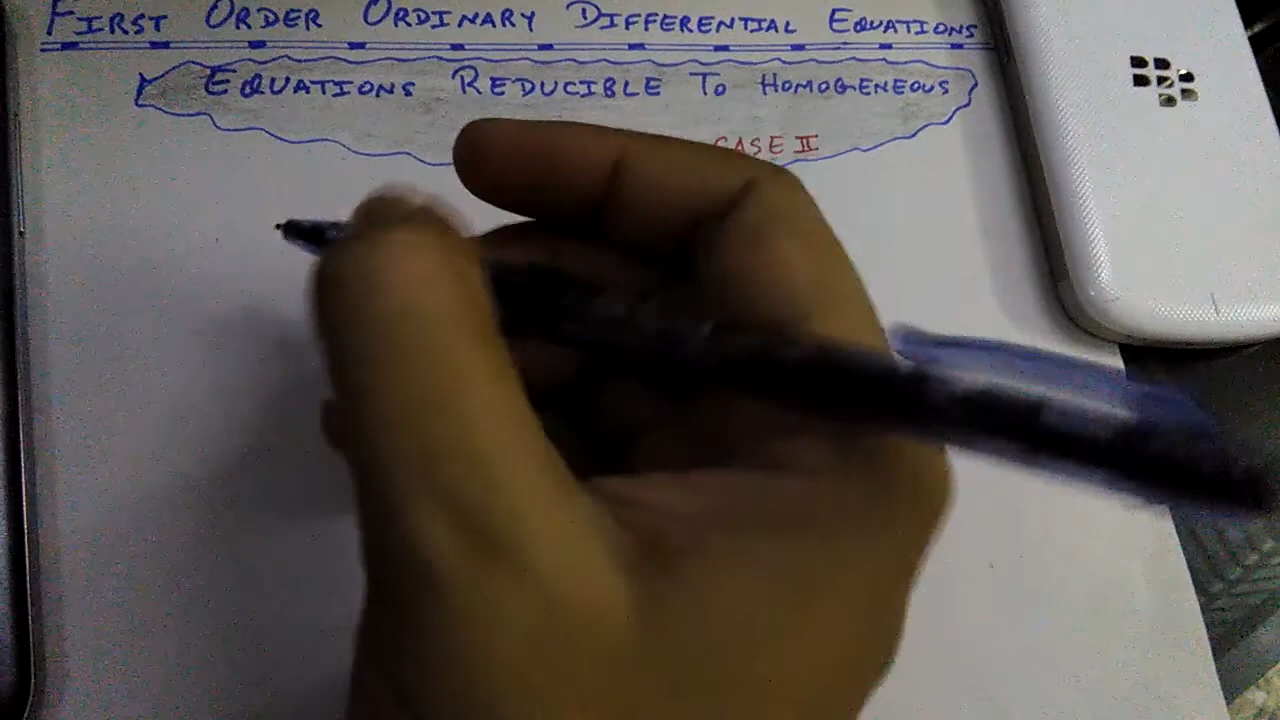 FIRST ORDER ORDINARY DIFFERENTIAL EQUATIONS
EQUATIONS REDUCIBLE TO HOMOGENEOUS
CASE II